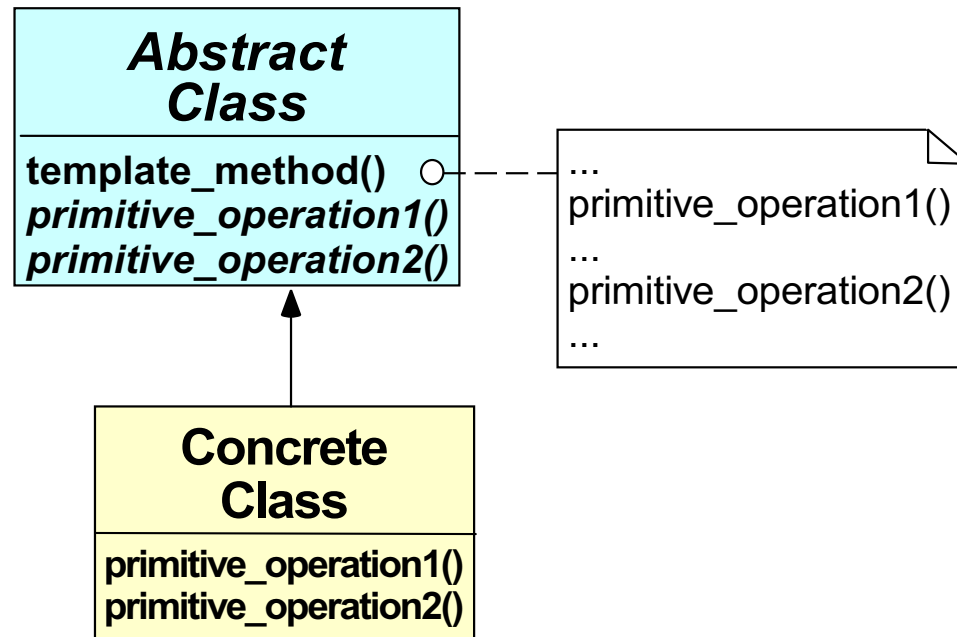 Abstract
Class
template_method()
primitive_operation1()
primitive_operation2()
...
primitive_operation1()
...
primitive_operation2()
...
Concrete
Class
primitive_operation1()
primitive_operation2()